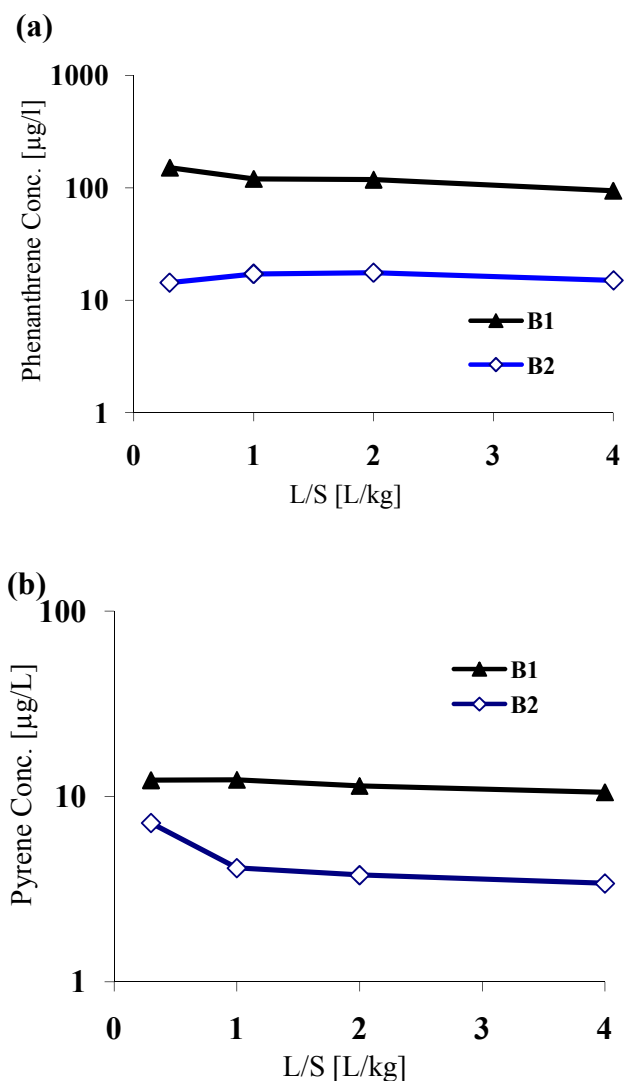 (a)
1000
100
10
1
Phenanthrene Conc. [µg/l]
B1
B2
0 1 2 3 4
L/S [L/kg]
(b)
100
10
1
Pyrene Conc. [µg/L]
B1
B2
0 1 2 3 4
L/S [L/kg]